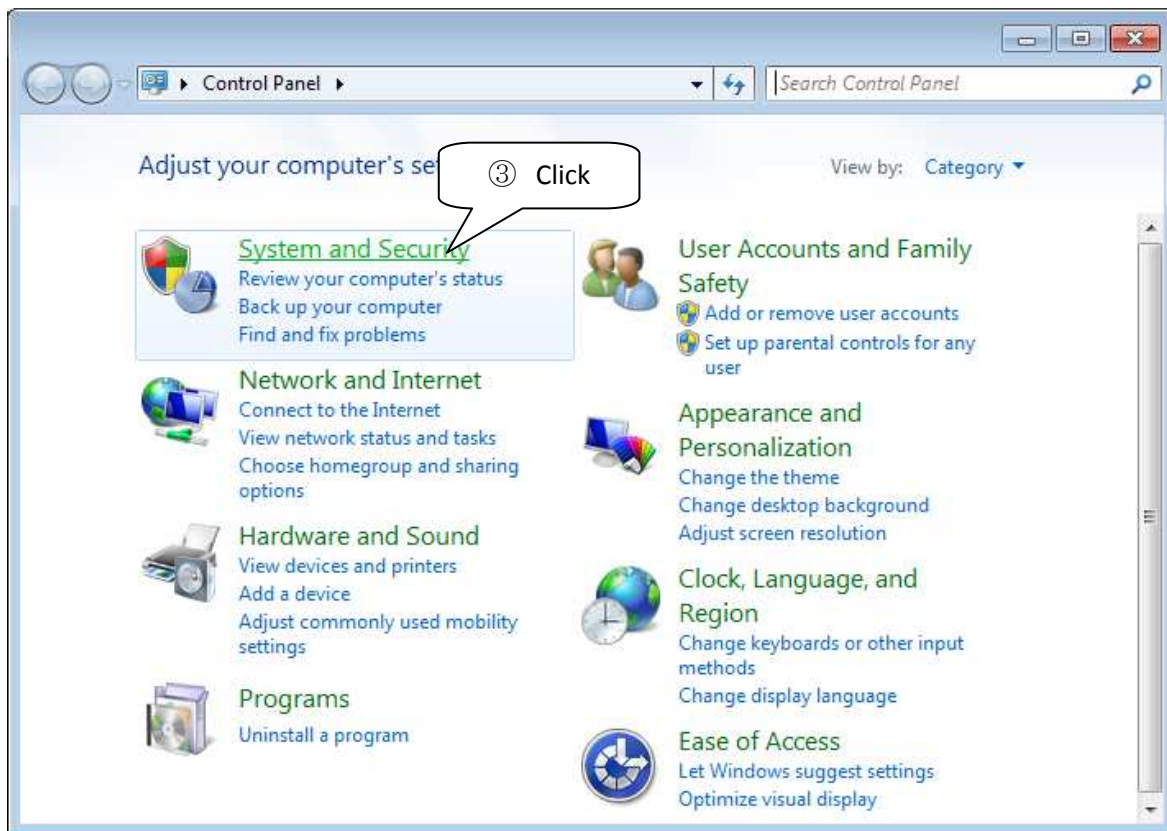 Control Panel
Search Control Panel
Adjust your computer's se
③ Click
View by: Category
System and Security
Review your computer's status
Back up your computer
Find and fix problems
Network and Internet
Connect to the Internet
View network status and tasks
Choose homegroup and sharing
options
Hardware and Sound
View devices and printers
Add a device
Adjust commonly used mobility
settings
Programs
Uninstall a program
User Accounts and Family
Safety
Add or remove user accounts
Set up parental controls for any
user
Appearance and
Personalization
Change the theme
Change desktop background
Adjust screen resolution
Clock, Language, and
Region
Change keyboards or other input
methods
Change display language
Ease of Access
Let Windows suggest settings
Optimize visual display